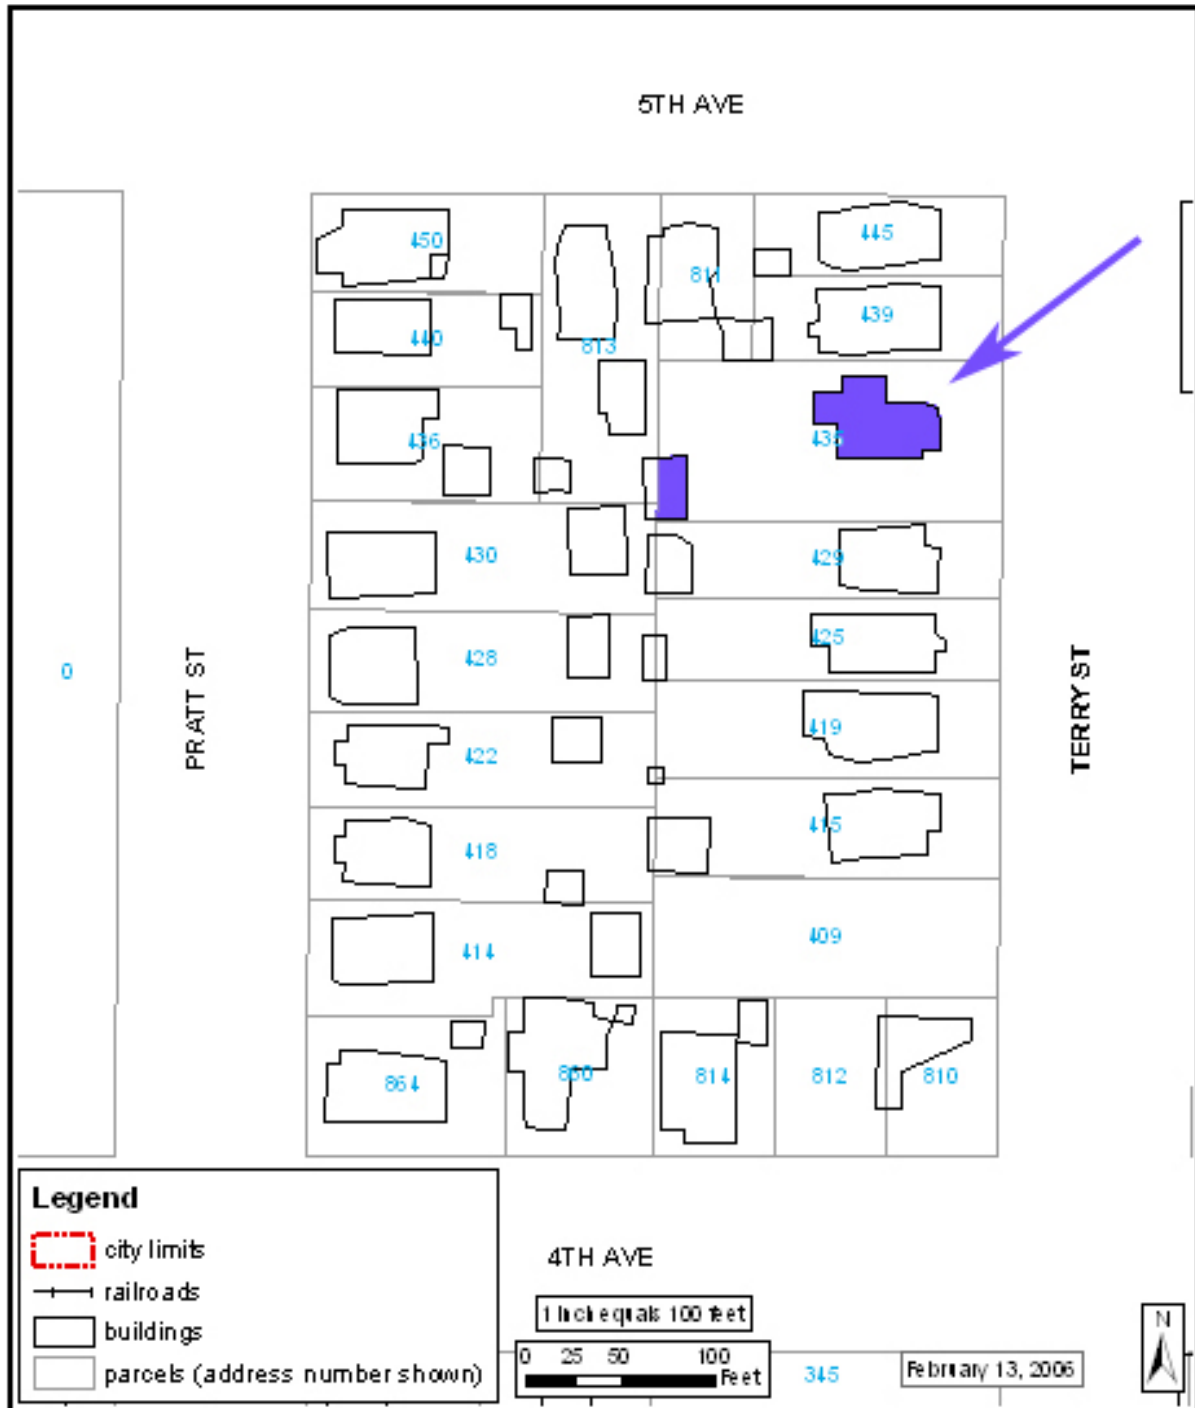 5TH AVE
450
445
811
439
440
813
436
435
430
429
425
428
0
PRATT ST
TERRY ST
419
422
415
418
409
414
864
860
814
812
810
Legend
city limits
railroads
buildings
parcels (address number shown)
4TH AVE
1 inch equals 100 feet
0 25 50 100
Feet
345
February 13, 2006
N